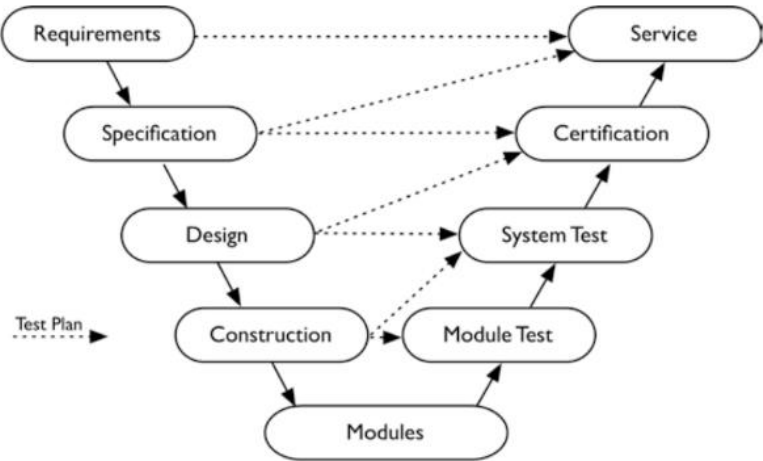 Requirements
Service
Specification
Certification
Design
System Test
Test Plan
Construction
Module Test
Modules